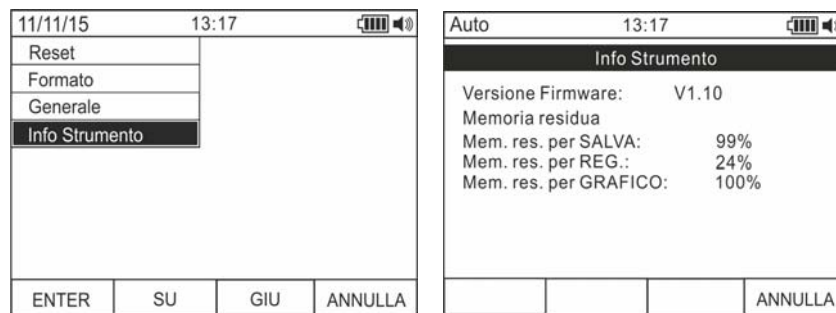 11/11/15 13:17
Reset
Formato
Generale
Info Strumento
ENTER SU GIU ANNULLA
Auto 13:17
Info Strumento
Versione Firmware: V1.10
Memoria residua
Mem. res. per SALVA: 99%
Mem. res. per REG.: 24%
Mem. res. per GRAFICO: 100%
ANNULLA